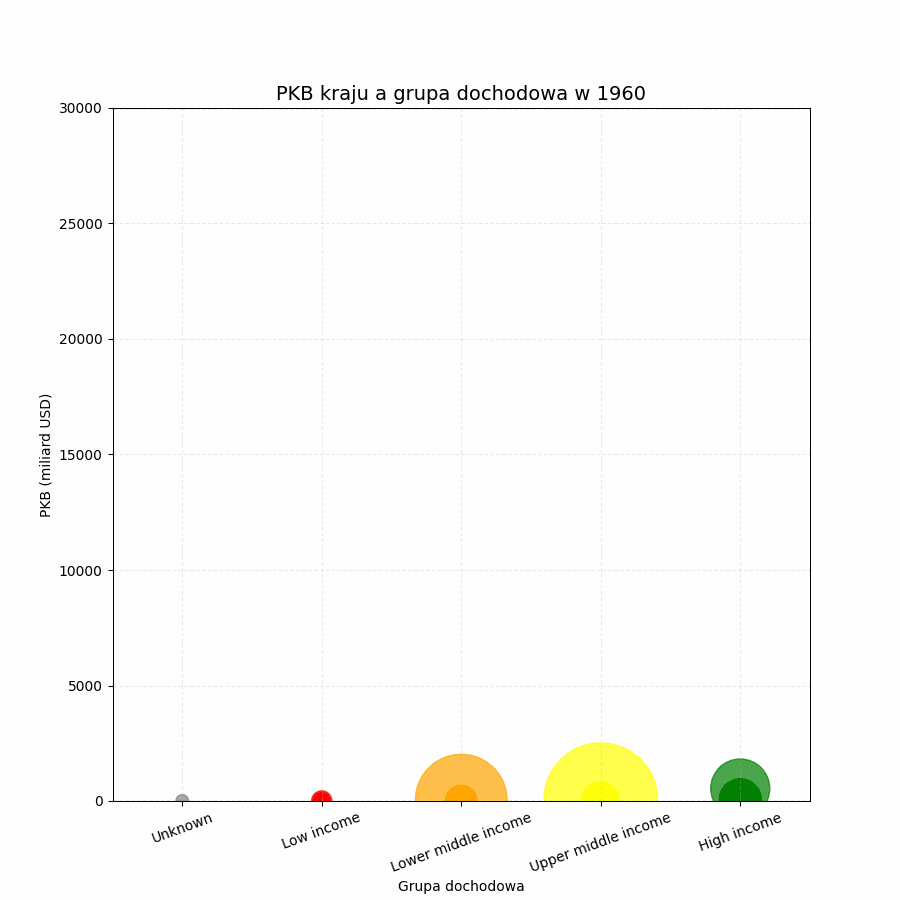 PKB kraju a grupa dochodowa w 1960
30000
25000
20000
15000
10000
5000
0
PKB (miliard USD)
Unknown
Low income
Lower middle income
Upper middle income
High income
Grupa dochodowa